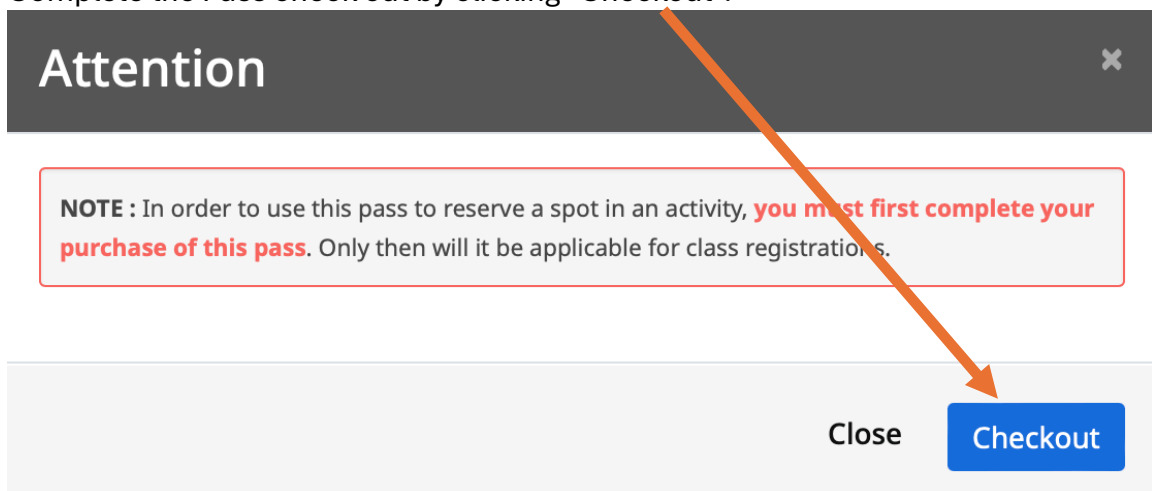 Complete the Pass check out by clicking "Checkout".
Attention
NOTE : In order to use this pass to reserve a spot in an activity, you must first complete your
purchase of this pass. Only then will it be applicable for class registrations.
Close
Checkout